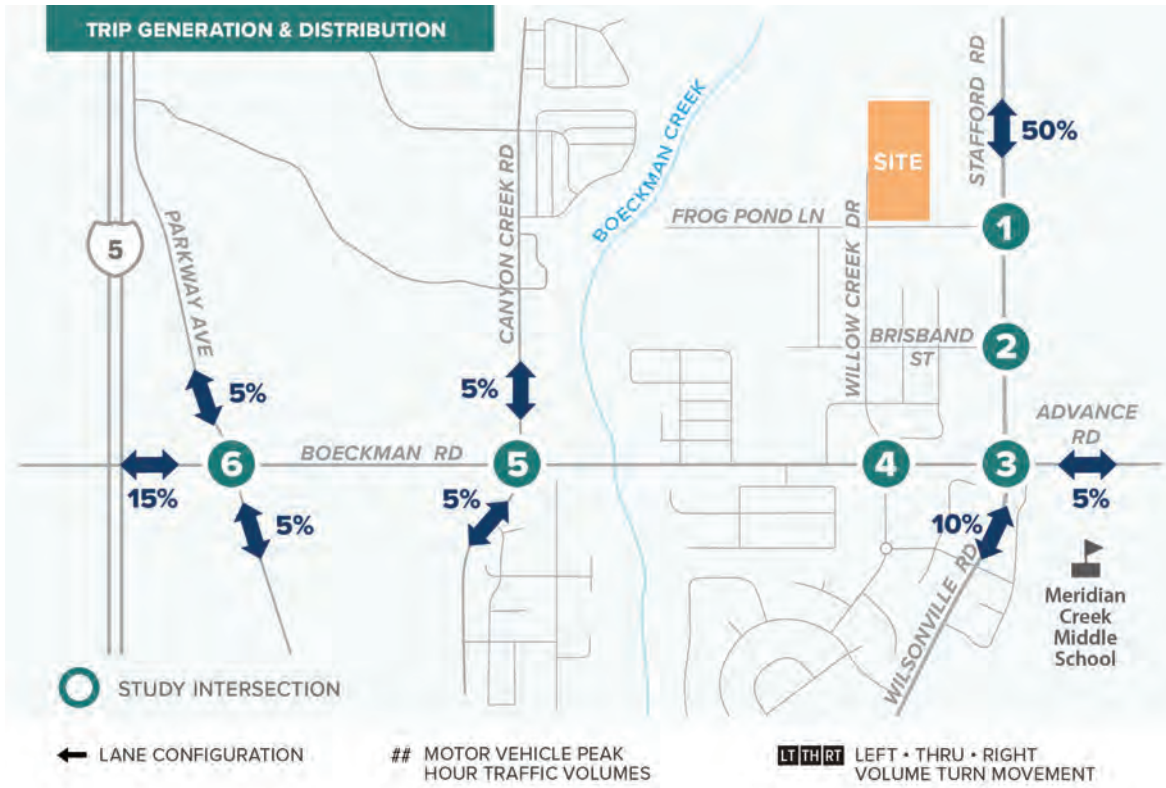 TRIP GENERATION & DISTRIBUTION
STAFFORD RD
50%
SITE
BOECKMAN CREEK
CANYON CREEK RD
FROG POND LN
1
5
PARKWAY AVE
WILLOW CREEK DR
BRISBAND
ST
2
5%
5%
ADVANCE
RD
6
BOECKMAN RD
5
4
3
15%
5%
5%
10%
5%
WILSONVILLE RD
Meridian
Creek
Middle
School
STUDY INTERSECTION
LANE CONFIGURATION
## MOTOR VEHICLE PEAK
HOUR TRAFFIC VOLUMES
LT TH RT LEFT • THRU • RIGHT
VOLUME TURN MOVEMENT